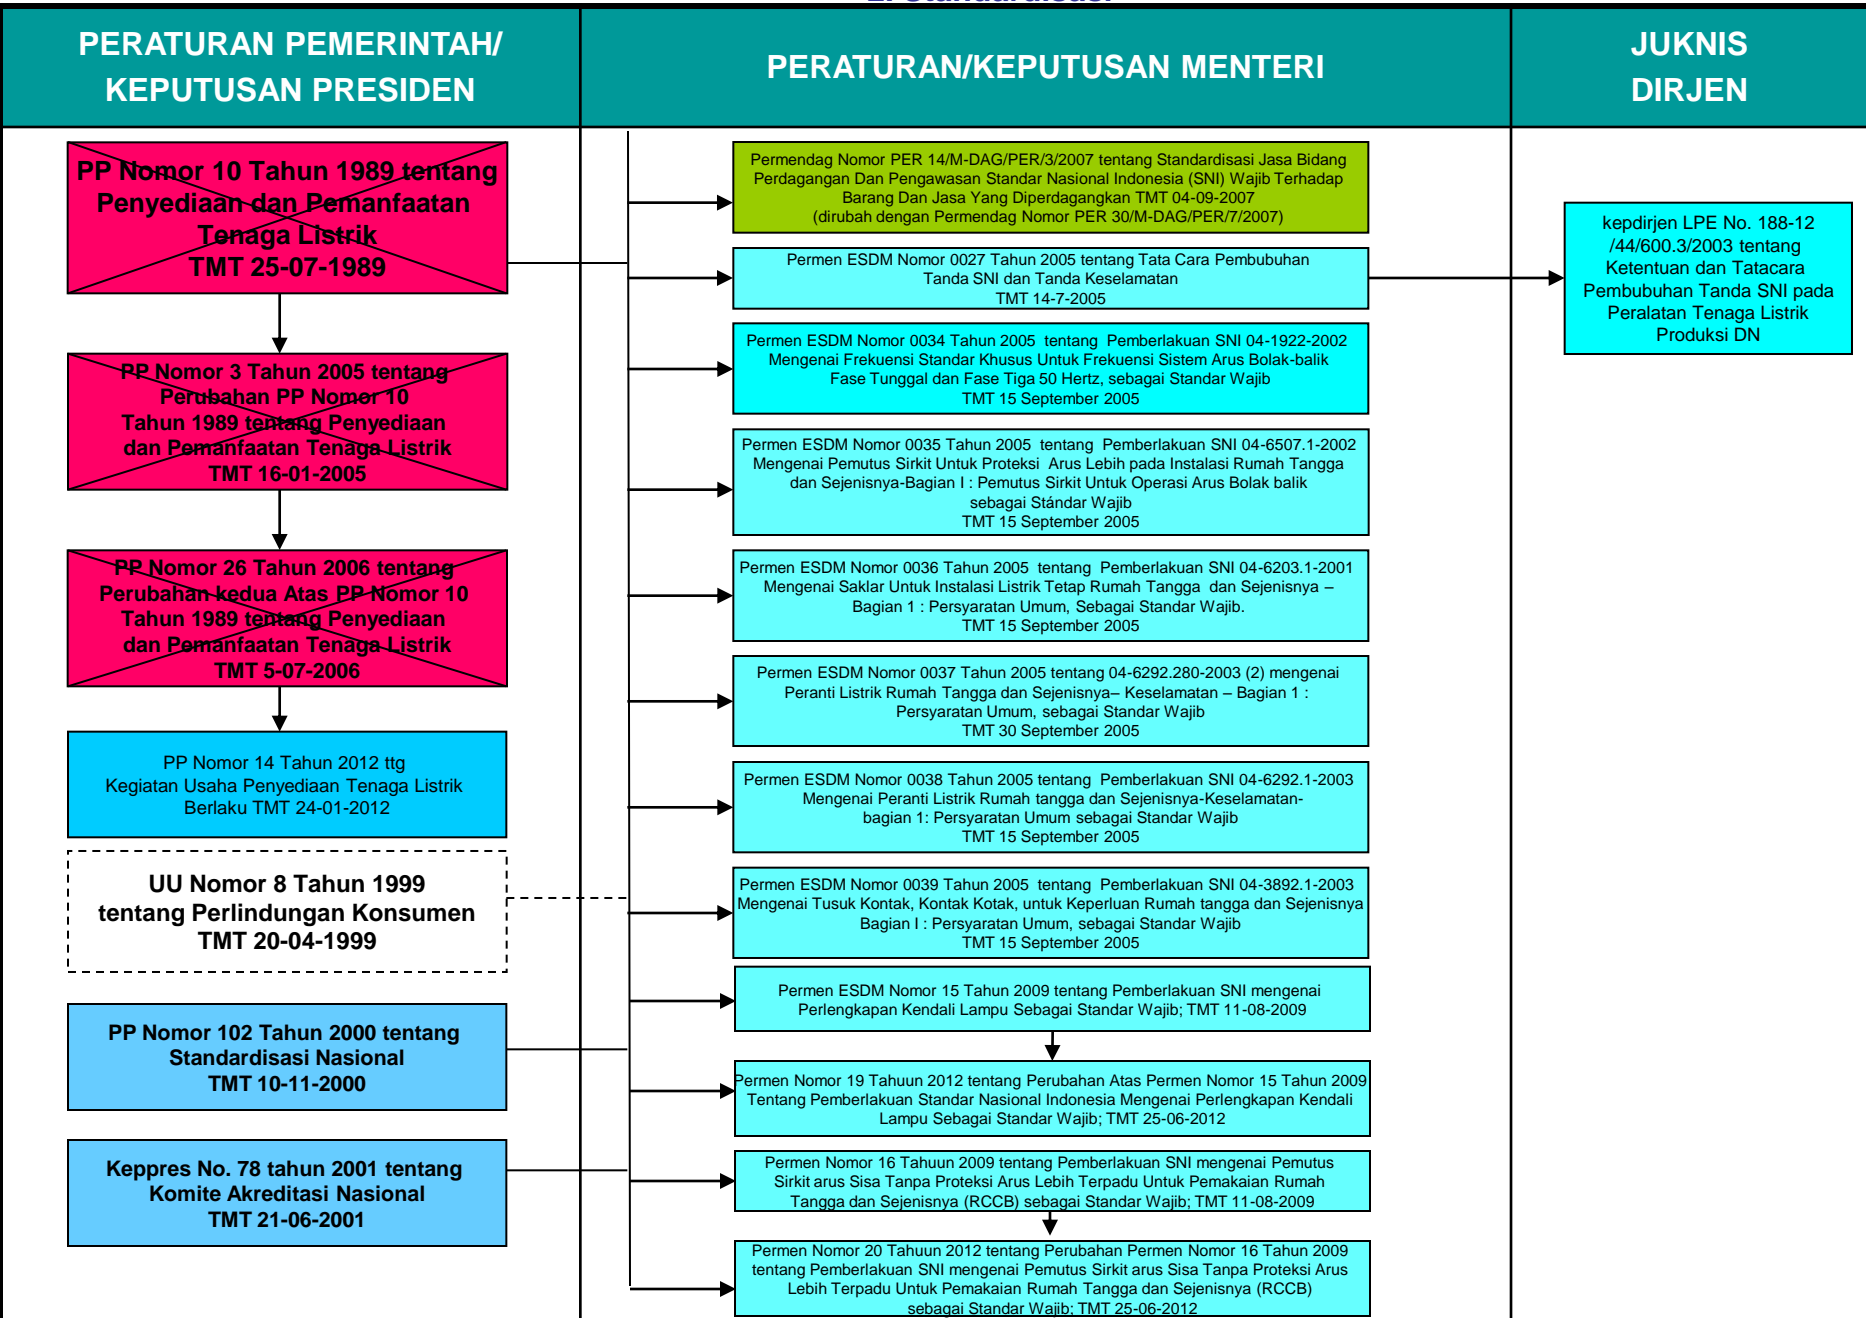 PERATURAN PEMERINTAH/
KEPUTUSAN PRESIDEN
PERATURAN/KEPUTUSAN MENTERI
JUKNIS
DIRJEN
PP Nomor 10 Tahun 1989 tentang
Penyediaan dan Pemanfaatan
Tenaga Listrik
TMT 25-07-1989
PP Nomor 3 Tahun 2005 tentang
Perubahan PP Nomor 10
Tahun 1989 tentang Penyediaan
dan Pemanfaatan Tenaga Listrik
TMT 16-01-2005
PP Nomor 26 Tahun 2006 tentang
Perubahan kedua Atas PP Nomor 10
Tahun 1989 tentang Penyediaan
dan Pemanfaatan Tenaga Listrik
TMT 5-07-2006
PP Nomor 14 Tahun 2012 ttg
Kegiatan Usaha Penyediaan Tenaga Listrik
Berlaku TMT 24-01-2012
UU Nomor 8 Tahun 1999
tentang Perlindungan Konsumen
TMT 20-04-1999
PP Nomor 102 Tahun 2000 tentang
Standardisasi Nasional
TMT 10-11-2000
Keppres No. 78 tahun 2001 tentang
Komite Akreditasi Nasional
TMT 21-06-2001
Permendag Nomor PER 14/M-DAG/PER/3/2007 tentang Standardisasi Jasa Bidang
Perdagangan Dan Pengawasan Standar Nasional Indonesia (SNI) Wajib Terhadap
Barang Dan Jasa Yang Diperdagangkan TMT 04-09-2007
(dirubah dengan Permendag Nomor PER 30/M-DAG/PER/7/2007)
Permen ESDM Nomor 0027 Tahun 2005 tentang Tata Cara Pembubuhan
Tanda SNI dan Tanda Keselamatan
TMT 14-7-2005
Permen ESDM Nomor 0034 Tahun 2005 tentang Pemberlakuan SNI 04-1922-2002
Mengenai Frekuensi Standar Khusus Untuk Frekuensi Sistem Arus Bolak-balik
Fase Tunggal dan Fase Tiga 50 Hertz, sebagai Standar Wajib
TMT 15 September 2005
Permen ESDM Nomor 0035 Tahun 2005 tentang Pemberlakuan SNI 04-6507.1-2002
Mengenai Pemutus Sirkit Untuk Proteksi Arus Lebih pada Instalasi Rumah Tangga
dan Sejenisnya-Bagian I : Pemutus Sirkit Untuk Operasi Arus Bolak balik
sebagai Stándar Wajib
TMT 15 September 2005
Permen ESDM Nomor 0036 Tahun 2005 tentang Pemberlakuan SNI 04-6203.1-2001
Mengenai Saklar Untuk Instalasi Listrik Tetap Rumah Tangga dan Sejenisnya –
Bagian 1 : Persyaratan Umum, Sebagai Standar Wajib.
TMT 15 September 2005
Permen ESDM Nomor 0037 Tahun 2005 tentang 04-6292.280-2003 (2) mengenai
Peranti Listrik Rumah Tangga dan Sejenisnya– Keselamatan – Bagian 1 :
Persyaratan Umum, sebagai Standar Wajib
TMT 30 September 2005
Permen ESDM Nomor 0038 Tahun 2005 tentang Pemberlakuan SNI 04-6292.1-2003
Mengenai Peranti Listrik Rumah tangga dan Sejenisnya-Keselamatan-
bagian 1: Persyaratan Umum sebagai Standar Wajib
TMT 15 September 2005
Permen ESDM Nomor 0039 Tahun 2005 tentang Pemberlakuan SNI 04-3892.1-2003
Mengenai Tusuk Kontak, Kontak Kotak, untuk Keperluan Rumah tangga dan Sejenisnya
Bagian I : Persyaratan Umum, sebagai Standar Wajib
TMT 15 September 2005
Permen ESDM Nomor 15 Tahun 2009 tentang Pemberlakuan SNI mengenai
Perlengkapan Kendali Lampu Sebagai Standar Wajib; TMT 11-08-2009
Permen Nomor 19 Tahuun 2012 tentang Perubahan Atas Permen Nomor 15 Tahun 2009
Tentang Pemberlakuan Standar Nasional Indonesia Mengenai Perlengkapan Kendali
Lampu Sebagai Standar Wajib; TMT 25-06-2012
Permen Nomor 16 Tahuun 2009 tentang Pemberlakuan SNI mengenai Pemutus
Sirkit arus Sisa Tanpa Proteksi Arus Lebih Terpadu Untuk Pemakaian Rumah
Tangga dan Sejenisnya (RCCB) sebagai Standar Wajib; TMT 11-08-2009
Permen Nomor 20 Tahuun 2012 tentang Perubahan Permen Nomor 16 Tahun 2009
tentang Pemberlakuan SNI mengenai Pemutus Sirkit arus Sisa Tanpa Proteksi Arus
Lebih Terpadu Untuk Pemakaian Rumah Tangga dan Sejenisnya (RCCB)
sebagai Standar Wajib; TMT 25-06-2012
kepdirjen LPE No. 188-12
/44/600.3/2003 tentang
Ketentuan dan Tatacara
Pembubuhan Tanda SNI pada
Peralatan Tenaga Listrik
Produksi DN